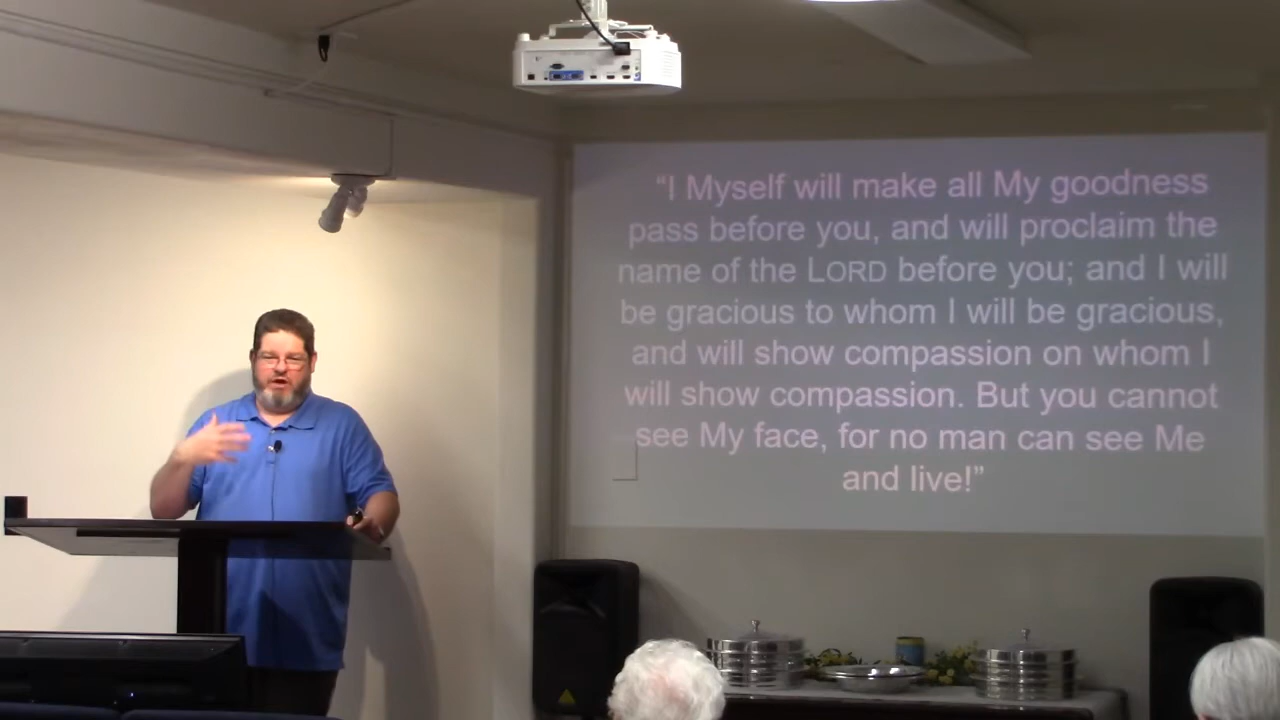 “I Myself will make all My goodness
pass before you, and will proclaim the
name of the LORD before you; and I will
be gracious to whom I will be gracious,
and will show compassion on whom I
will show compassion. But you cannot
see My face, for no man can see Me
and live!”